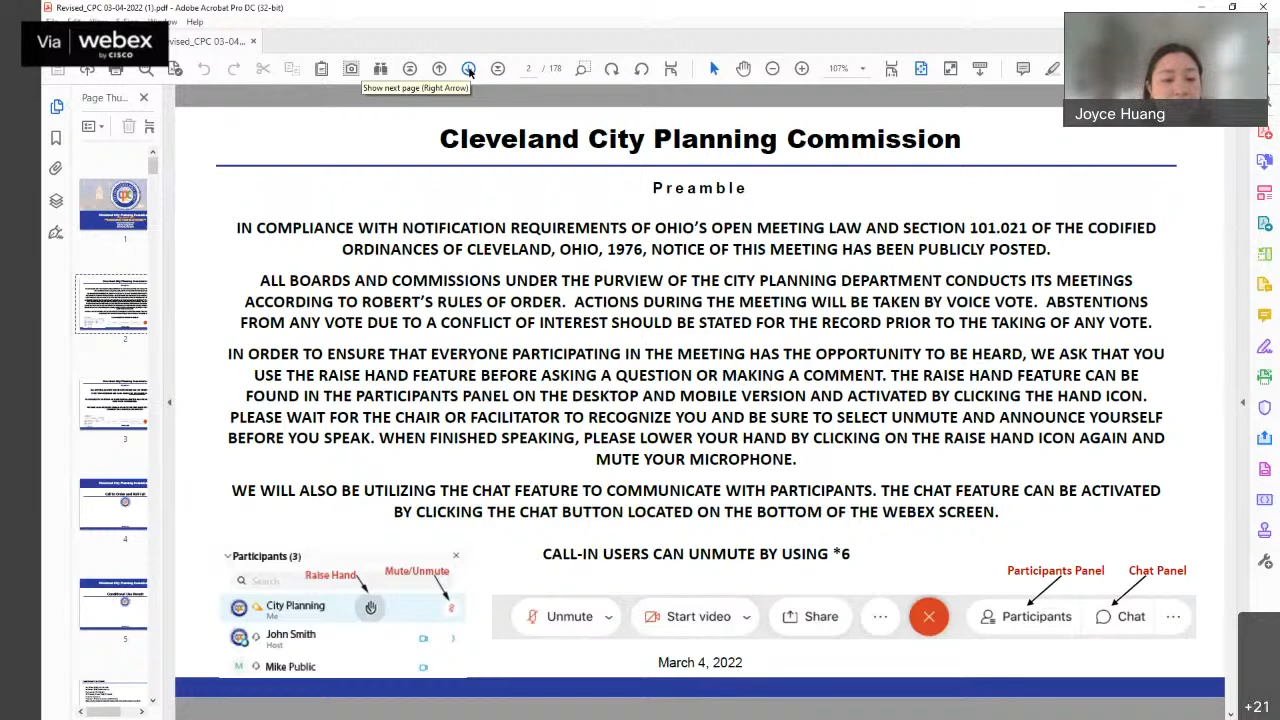 Revised_CPC 03-04-2022 (1).pdf - Adobe Acrobat Pro DC (32-bit)
Window Help
Via webex
by CISCO
evised_CPC 03-04... ×
2 / 178
107%
Show next page (Right Arrow)
Joyce Huang
Page Thu...
1
2
3
4
5
Cleveland City Planning Commission
Preamble
IN COMPLIANCE WITH NOTIFICATION REQUIREMENTS OF OHIO'S OPEN MEETING LAW AND SECTION 101.021 OF THE CODIFIED
ORDINANCES OF CLEVELAND, OHIO, 1976, NOTICE OF THIS MEETING HAS BEEN PUBLICLY POSTED.
ALL BOARDS AND COMMISSIONS UNDER THE PURVIEW OF THE CITY PLANNING DEPARTMENT CONDUCTS ITS MEETINGS
ACCORDING TO ROBERT'S RULES OF ORDER. ACTIONS DURING THE MEETING WILL BE TAKEN BY VOICE VOTE. ABSTENTIONS
FROM ANY VOTE DUE TO A CONFLICT OF INTEREST SHOULD BE STATED FOR THE RECORD PRIOR TO THE TAKING OF ANY VOTE.
IN ORDER TO ENSURE THAT EVERYONE PARTICIPATING IN THE MEETING HAS THE OPPORTUNITY TO BE HEARD, WE ASK THAT YOU
USE THE RAISE HAND FEATURE BEFORE ASKING A QUESTION OR MAKING A COMMENT. THE RAISE HAND FEATURE CAN BE
FOUND IN THE PARTICIPANTS PANEL ON THE DESKTOP AND MOBILE VERSION AND ACTIVATED BY CLICKING THE HAND ICON.
PLEASE WAIT FOR THE CHAIR OR FACILITATOR TO RECOGNIZE YOU AND BE SURE TO SELECT UNMUTE AND ANNOUNCE YOURSELF
BEFORE YOU SPEAK. WHEN FINISHED SPEAKING, PLEASE LOWER YOUR HAND BY CLICKING ON THE RAISE HAND ICON AGAIN AND
MUTE YOUR MICROPHONE.
WE WILL ALSO BE UTILIZING THE CHAT FEATURE TO COMMUNICATE WITH PARTICIPANTS. THE CHAT FEATURE CAN BE ACTIVATED
BY CLICKING THE CHAT BUTTON LOCATED ON THE BOTTOM OF THE WEBEX SCREEN.
CALL-IN USERS CAN UNMUTE BY USING *6
Participants (3)
Search
Raise Hand
Mute/Unmute
City Planning
Me
John Smith
Host
M Mike Public
Participants Panel
Chat Panel
Unmute
Start video
Share
Participants
Chat
March 4, 2022
+21